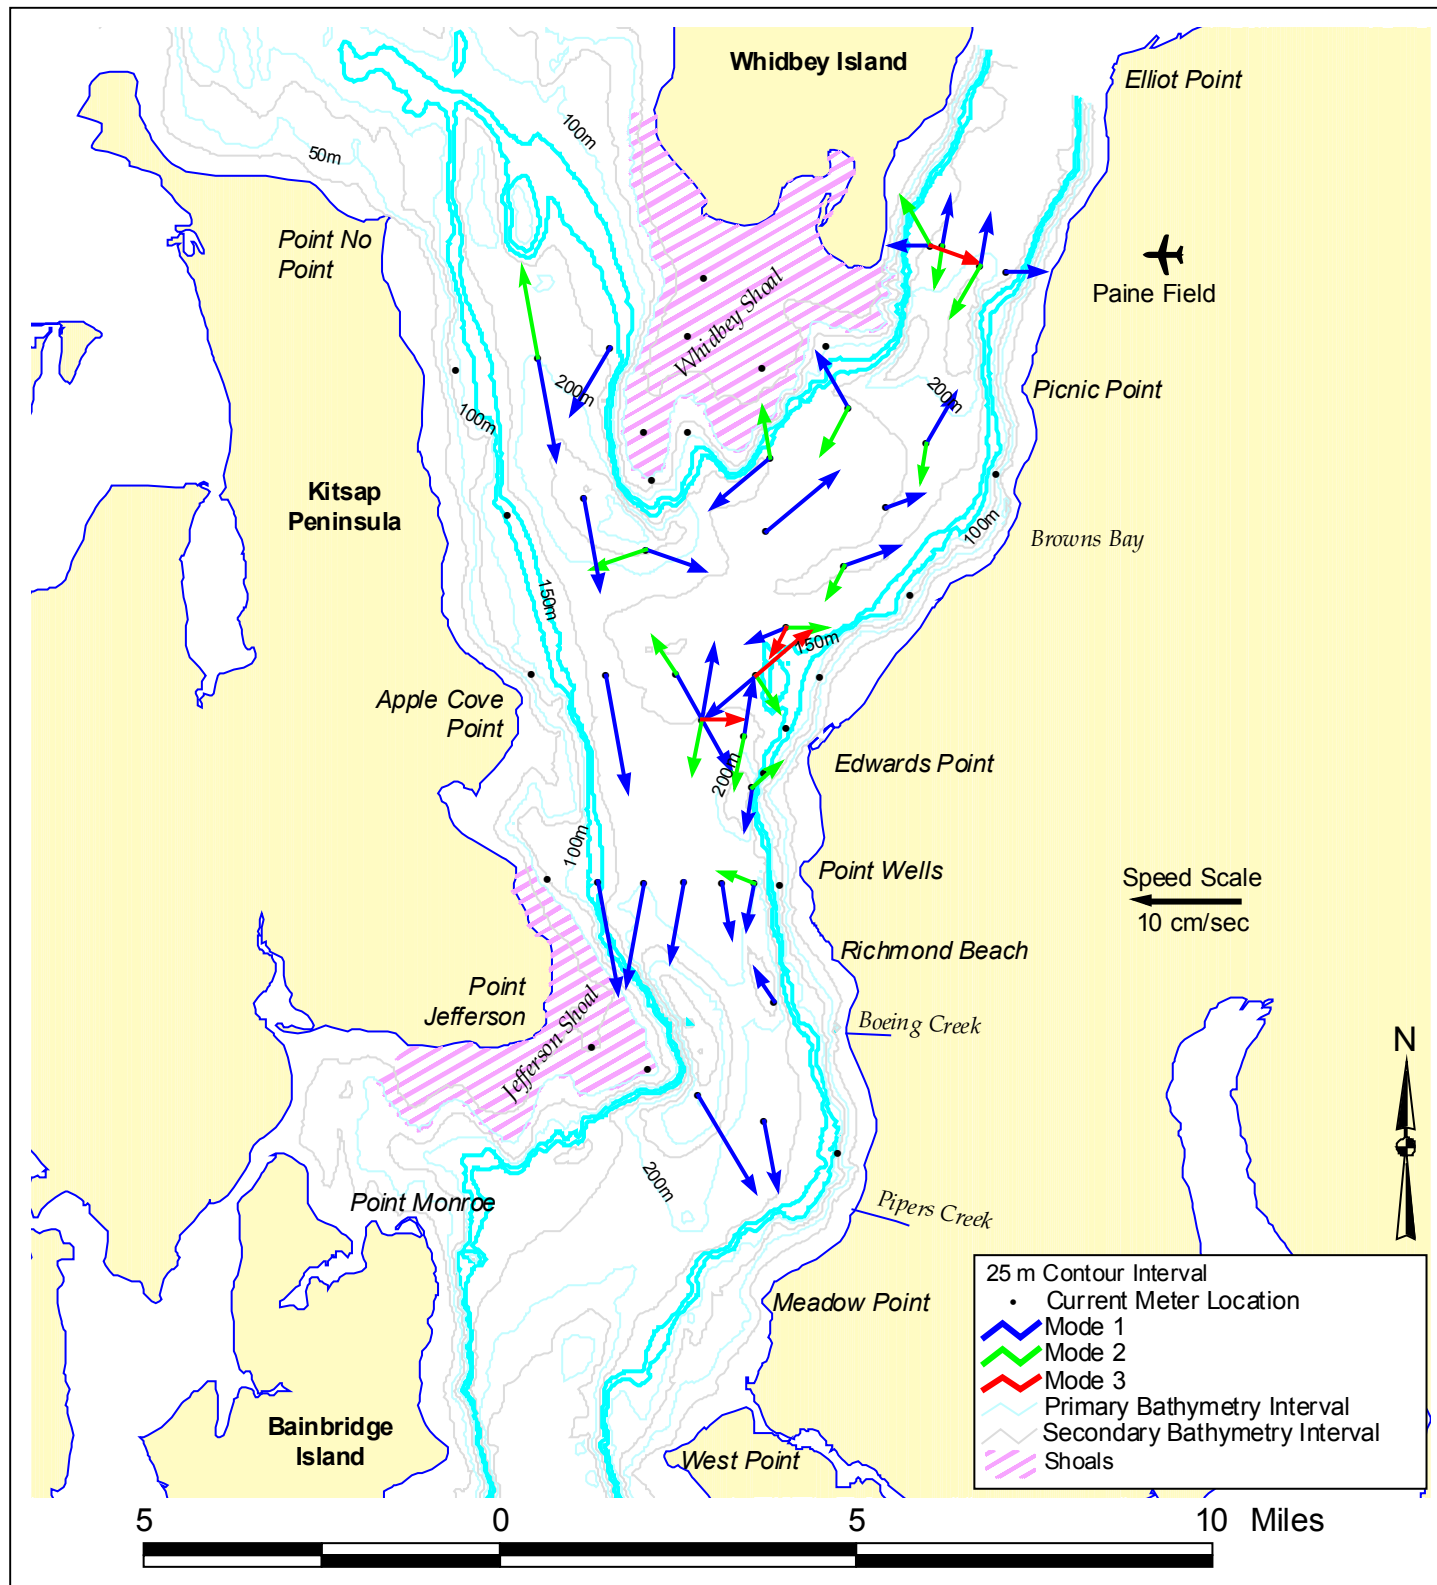 Whidbey Island
Elliot Point
100m
50m
Point No
Point
Whidbey Shoal
Paine Field
200m
200m
Picnic Point
100m
Kitsap
Peninsula
100m
Browns Bay
150m
150m
Apple Cove
Point
200m
Edwards Point
100m
Point Wells
Speed Scale
10 cm/sec
Richmond Beach
Point
Jefferson
Jefferson Shoal
Boeing Creek
N
200m
Point Monroe
Pipers Creek
25 m Contour Interval
Current Meter Location
Meadow Point
Mode 1
Mode 2
Mode 3
Primary Bathymetry Interval
Secondary Bathymetry Interval
Shoals
Bainbridge
Island
West Point
5 0 5 10 Miles